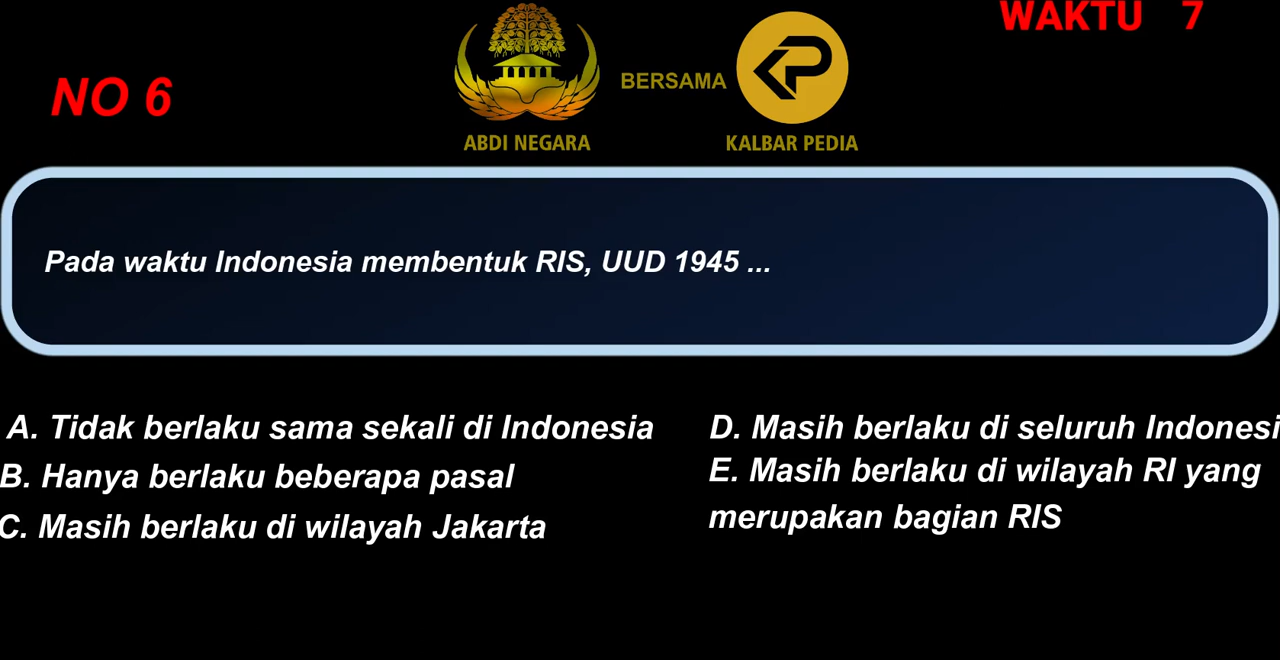 WAKTU 7
NO 6
BERSAMA
ABDI NEGARA
KALBAR PEDIA
Pada waktu Indonesia membentuk RIS, UUD 1945 ...
A. Tidak berlaku sama sekali di Indonesia
B. Hanya berlaku beberapa pasal
C. Masih berlaku di wilayah Jakarta
D. Masih berlaku di seluruh Indonesi
E. Masih berlaku di wilayah RI yang
merupakan bagian RIS